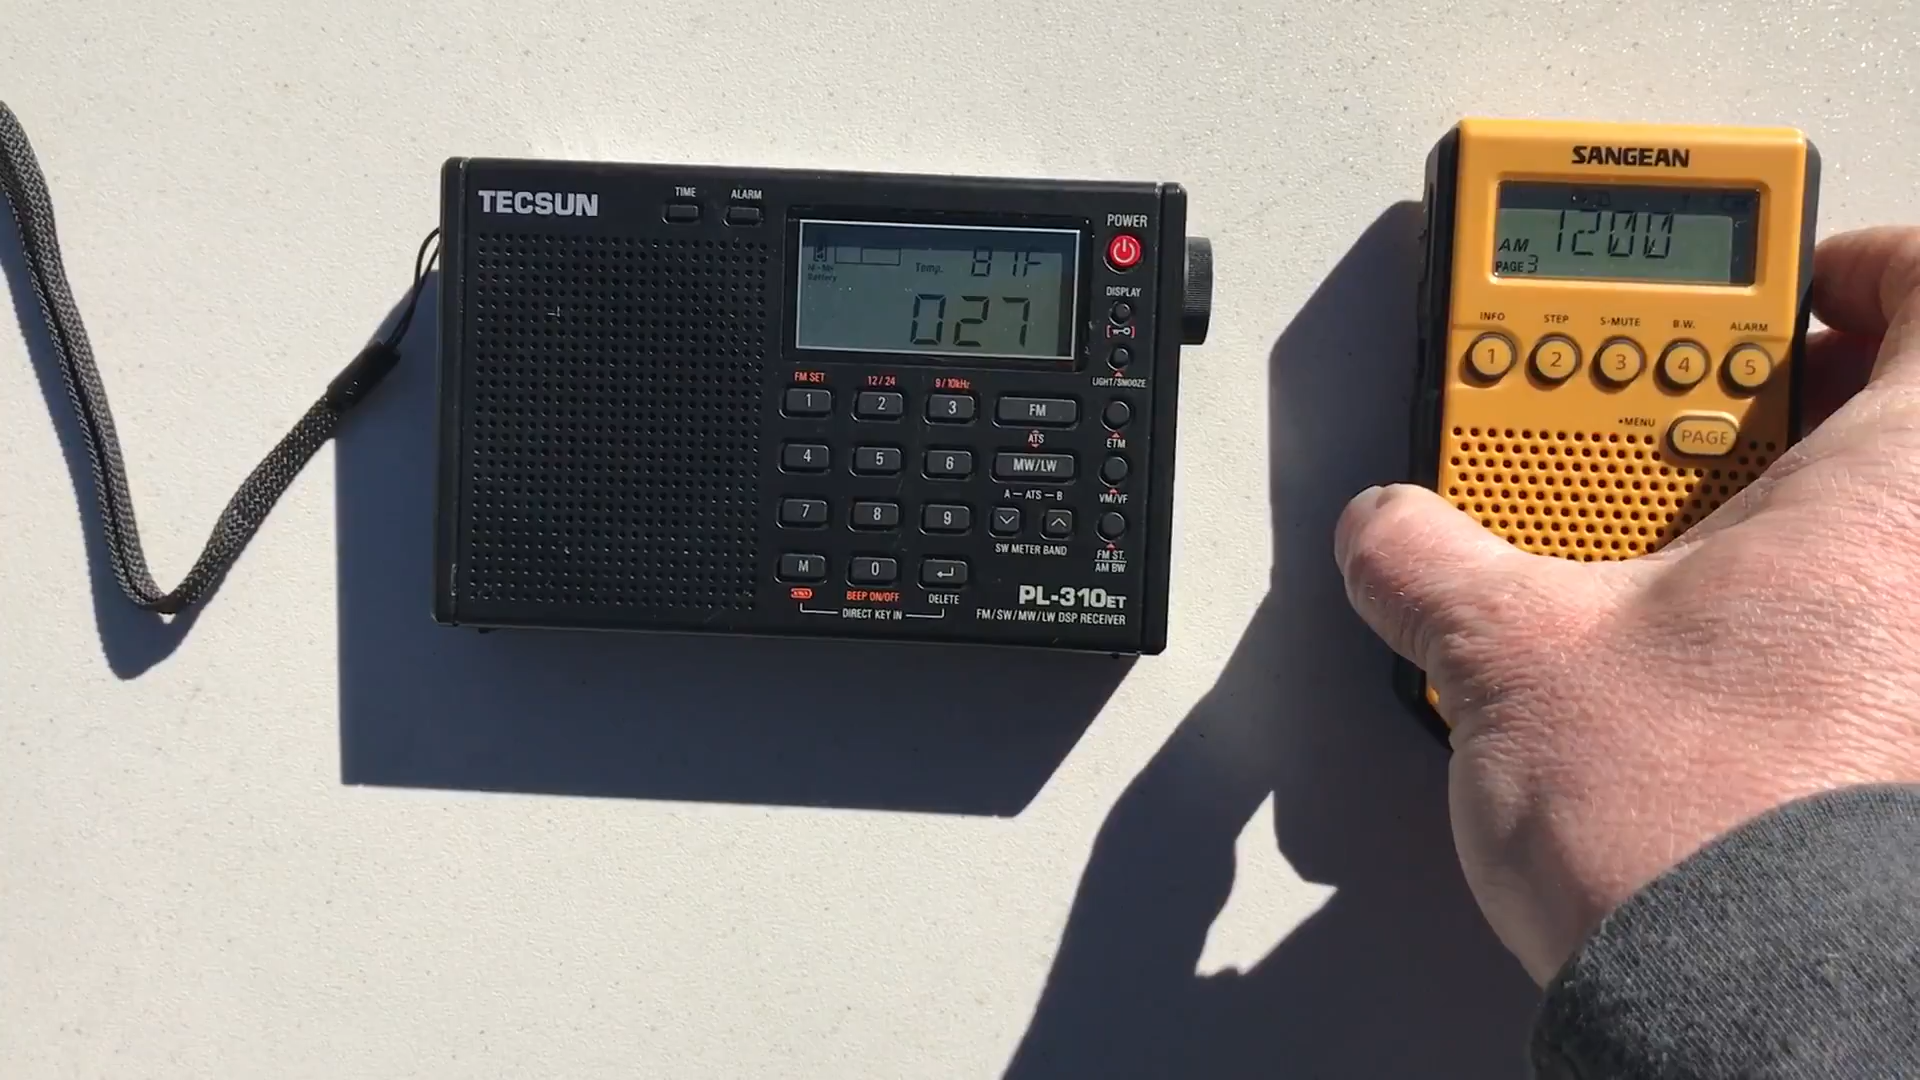 TECSUN
TIME
ALARM
POWER
Ni-MH
Battery
Temp.
81F
027
DISPLAY
LIGHT/SNOOZE
FM SET
12/24
9/10kHz
1
2
3
FM
ETM
ATS
4
5
6
MW/LW
VM/VF
A — ATS — B
7
8
9
SW METER BAND
FM ST.
AM BW
M
0
BEEP ON/OFF
DELETE
DIRECT KEY IN
PL-310ET
FM/SW/MW/LW DSP RECEIVER
SANGEAN
AM
1200
PAGE 3
INFO
STEP
S-MUTE
B.W.
ALARM
1
2
3
4
5
•MENU
PAGE